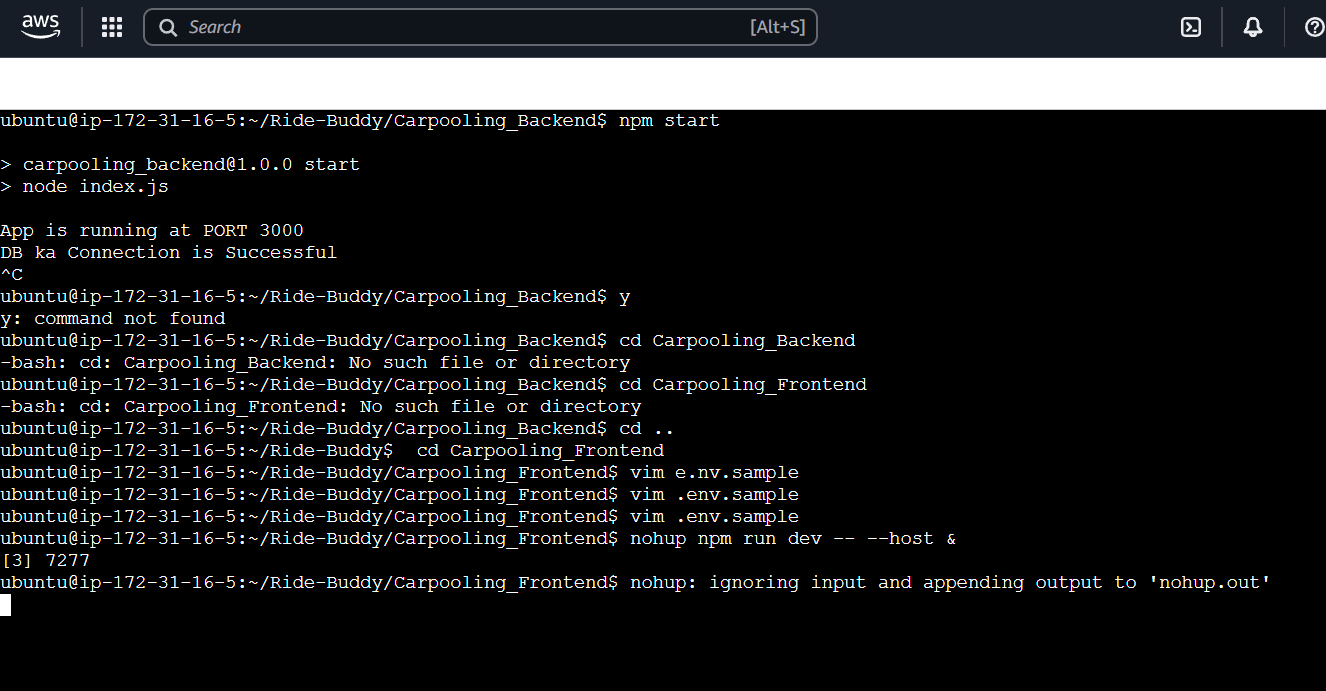 aws
Search [Alt+S]
ubuntu@ip-172-31-16-5:~/Ride-Buddy/Carpooling_Backend$ npm start
> carpooling_backend@1.0.0 start
> node index.js
App is running at PORT 3000
DB ka Connection is Successful
^C
ubuntu@ip-172-31-16-5:~/Ride-Buddy/Carpooling_Backend$ y
y: command not found
ubuntu@ip-172-31-16-5:~/Ride-Buddy/Carpooling_Backend$ cd Carpooling_Backend
-bash: cd: Carpooling_Backend: No such file or directory
ubuntu@ip-172-31-16-5:~/Ride-Buddy/Carpooling_Backend$ cd Carpooling_Frontend
-bash: cd: Carpooling_Frontend: No such file or directory
ubuntu@ip-172-31-16-5:~/Ride-Buddy/Carpooling_Backend$ cd ..
ubuntu@ip-172-31-16-5:~/Ride-Buddy$  cd Carpooling_Frontend
ubuntu@ip-172-31-16-5:~/Ride-Buddy/Carpooling_Frontend$ vim e.nv.sample
ubuntu@ip-172-31-16-5:~/Ride-Buddy/Carpooling_Frontend$ vim .env.sample
ubuntu@ip-172-31-16-5:~/Ride-Buddy/Carpooling_Frontend$ vim .env.sample
ubuntu@ip-172-31-16-5:~/Ride-Buddy/Carpooling_Frontend$ nohup npm run dev -- --host &
[3] 7277
ubuntu@ip-172-31-16-5:~/Ride-Buddy/Carpooling_Frontend$ nohup: ignoring input and appending output to 'nohup.out'